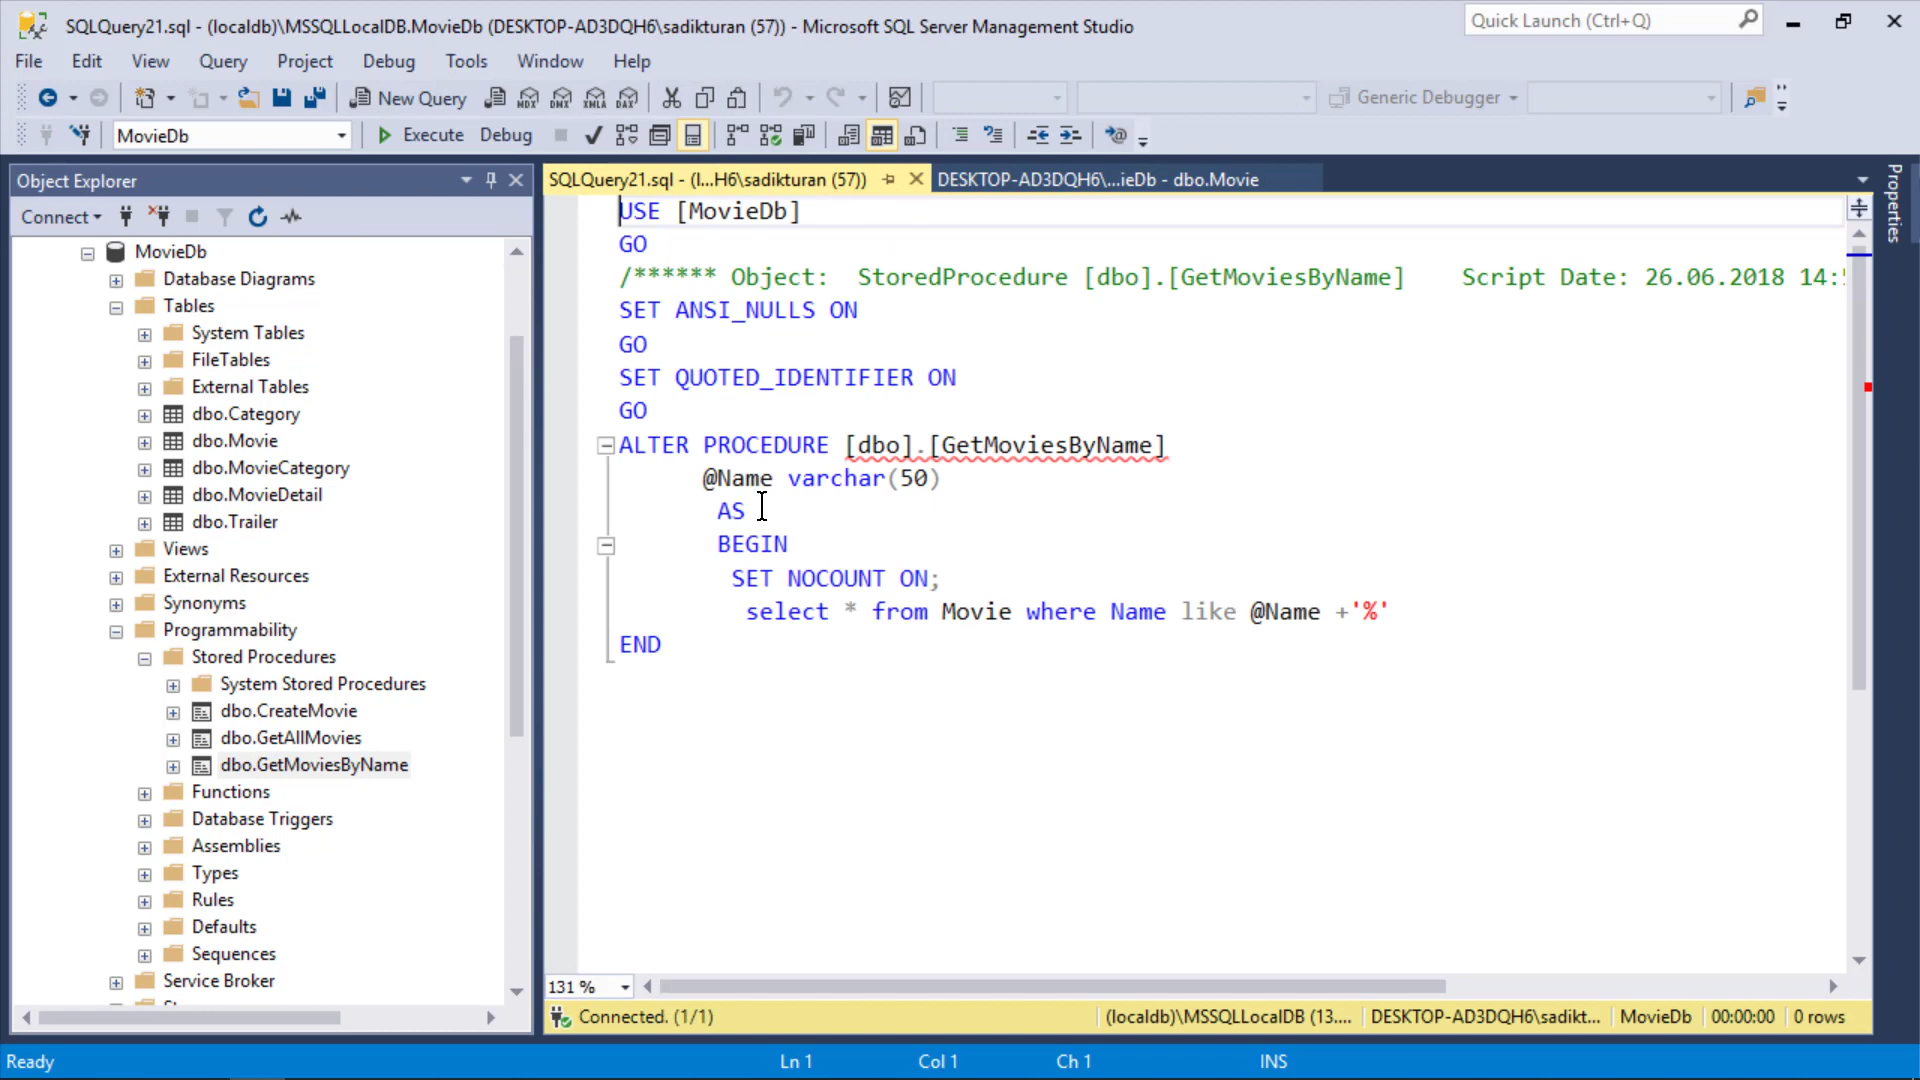 SQLQuery21.sql - (localdb)\MSSQLLocalDB.MovieDb (DESKTOP-AD3DQH6\sadikturan (57)) - Microsoft SQL Server Management Studio
Quick Launch (Ctrl+Q)
File Edit View Query Project Debug Tools Window Help
New Query
MDX DMX XMLA DAX
Generic Debugger
MovieDb
Execute Debug
Object Explorer
Connect
MovieDb
Database Diagrams
Tables
System Tables
FileTables
External Tables
dbo.Category
dbo.Movie
dbo.MovieCategory
dbo.MovieDetail
dbo.Trailer
Views
External Resources
Synonyms
Programmability
Stored Procedures
System Stored Procedures
dbo.CreateMovie
dbo.GetAllMovies
dbo.GetMoviesByName
Functions
Database Triggers
Assemblies
Types
Rules
Defaults
Sequences
Service Broker
SQLQuery21.sql - (l...H6\sadikturan (57))
DESKTOP-AD3DQH6\...ieDb - dbo.Movie
USE [MovieDb]
GO
/****** Object:  StoredProcedure [dbo].[GetMoviesByName]    Script Date: 26.06.2018 14:
SET ANSI_NULLS ON
GO
SET QUOTED_IDENTIFIER ON
GO
ALTER PROCEDURE [dbo].[GetMoviesByName]
@Name varchar(50)
AS
BEGIN
SET NOCOUNT ON;
select * from Movie where Name like @Name +'%'
END
Properties
131 %
Connected. (1/1)
(localdb)\MSSQLLocalDB (13.... DESKTOP-AD3DQH6\sadikt... MovieDb 00:00:00 0 rows
Ready
Ln 1 Col 1 Ch 1 INS